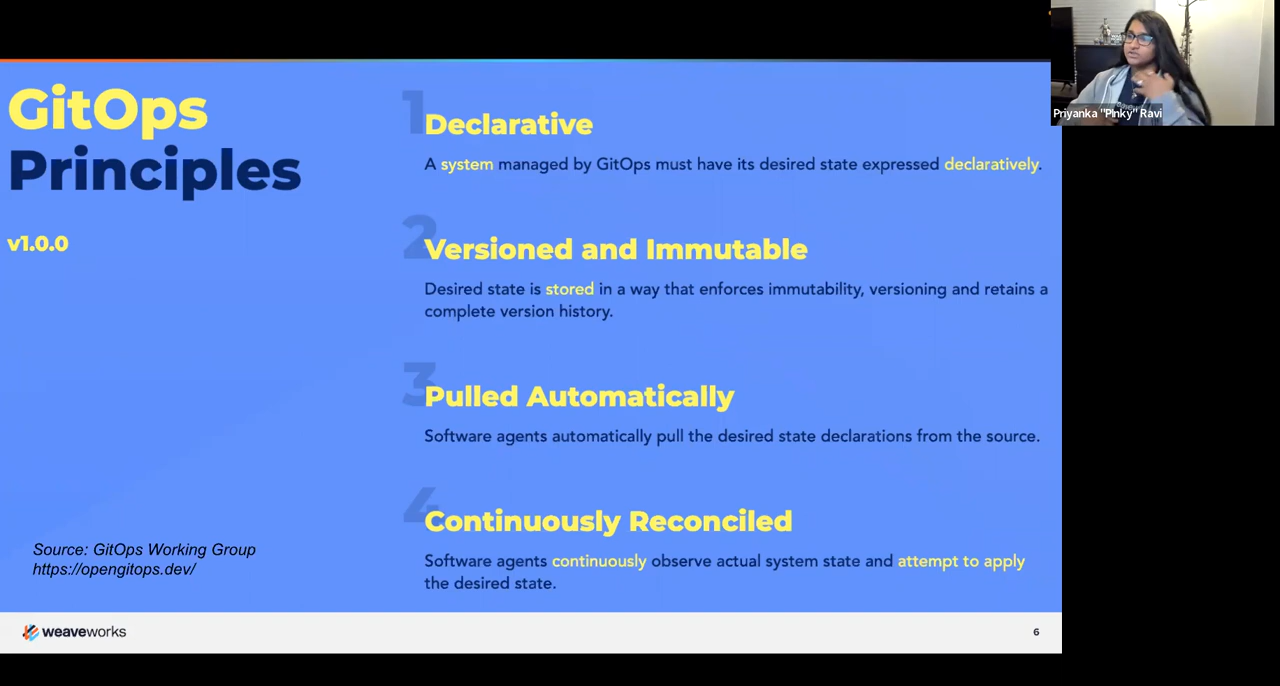 GitOps
Principles
v1.0.0
1
Declarative
A system managed by GitOps must have its desired state expressed declaratively.
2
Versioned and Immutable
Desired state is stored in a way that enforces immutability, versioning and retains a
complete version history.
3
Pulled Automatically
Software agents automatically pull the desired state declarations from the source.
4
Continuously Reconciled
Software agents continuously observe actual system state and attempt to apply
the desired state.
Source: GitOps Working Group
https://opengitops.dev/
weaveworks
6
Priyanka "Pinky" Ravi